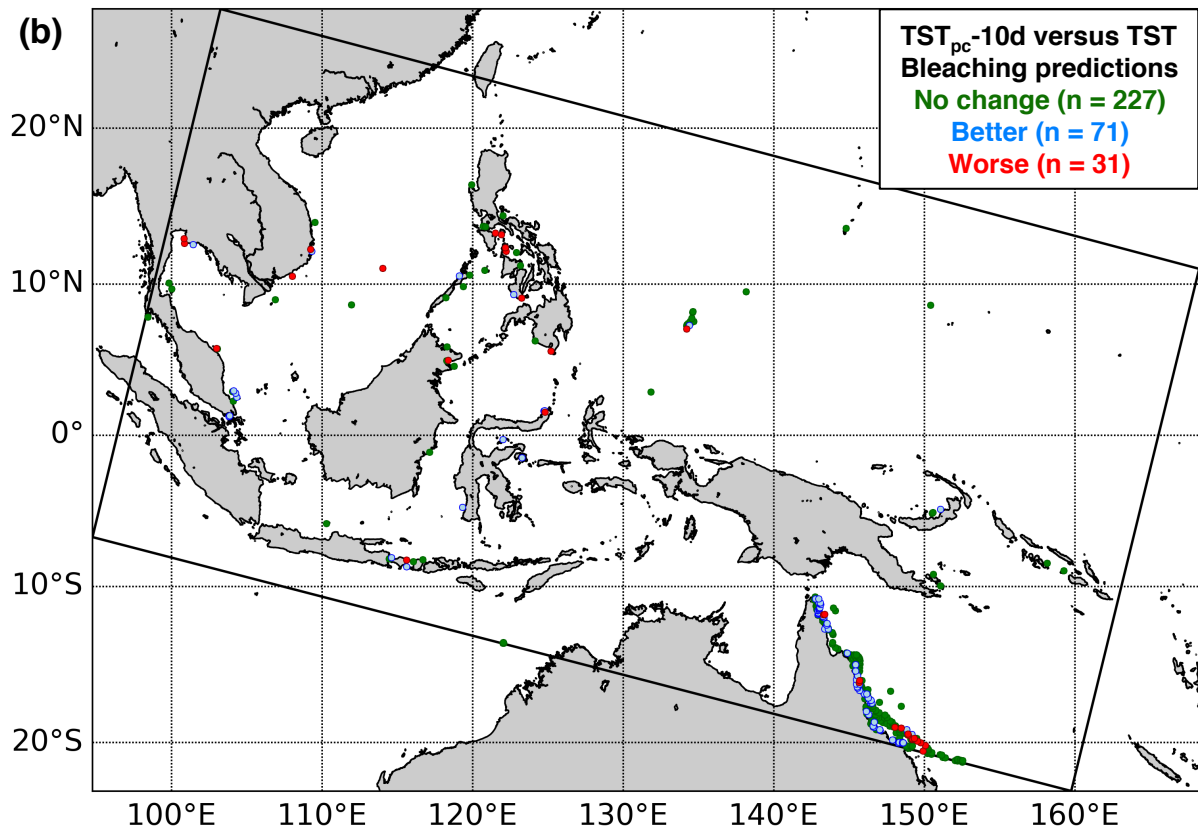 (b)
TSTpc-10d versus TST
Bleaching predictions
No change (n = 227)
Better (n = 71)
Worse (n = 31)
20°N
10°N
0°
10°S
20°S
100°E 110°E 120°E 130°E 140°E 150°E 160°E